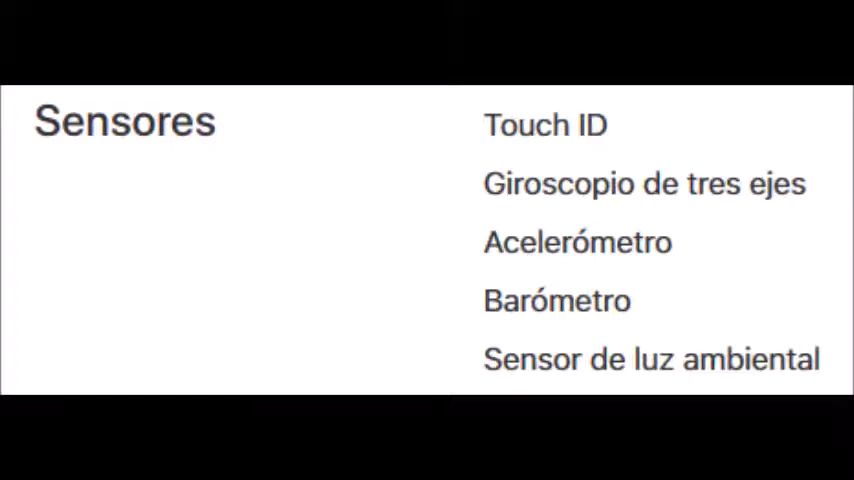 Sensores
Touch ID
Giroscopio de tres ejes
Acelerómetro
Barómetro
Sensor de luz ambiental